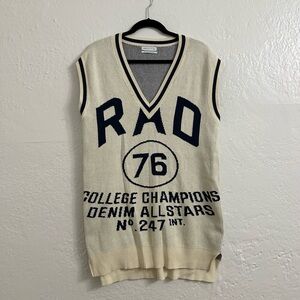 RAD
76
COLLEGE CHAMPIONS
DENIM ALLSTARS
Nº. 247 INT.